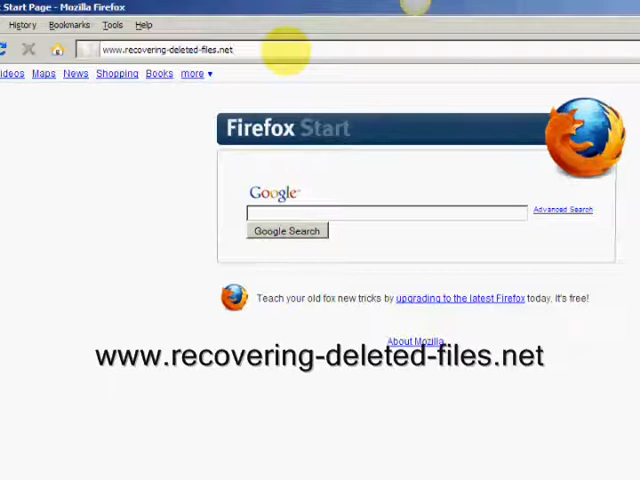 Start Page - Mozilla Firefox
History Bookmarks Tools Help
www.recovering-deleted-files.net
Maps News Shopping Books more ▼
Firefox Start
Google™
Advanced Search
Google Search
Teach your old fox new tricks by upgrading to the latest Firefox today. It's free!
About Mozilla
www.recovering-deleted-files.net